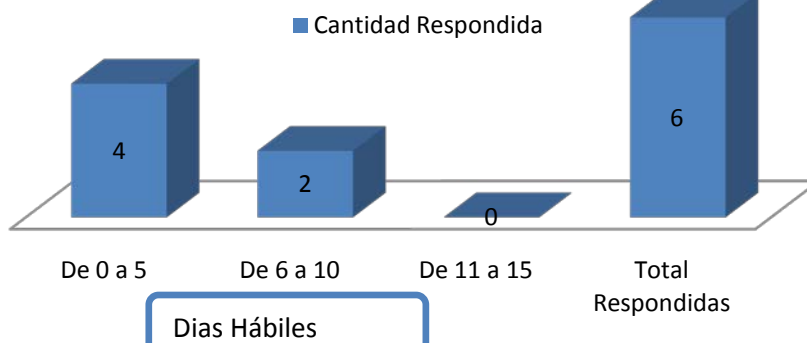 Cantidad Respondida
4
2
0
6
De 0 a 5
De 6 a 10
De 11 a 15
Total
Respondidas
Dias Hábiles